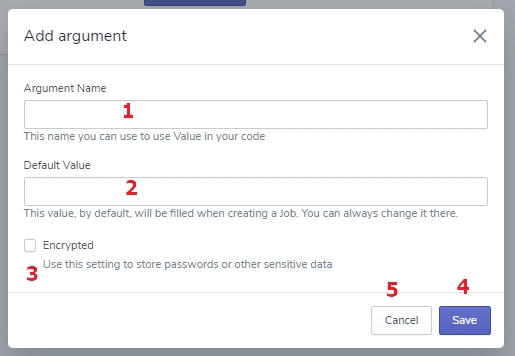 Add argument
Argument Name
1
This name you can use to use Value in your code
Default Value
2
This value, by default, will be filled when creating a Job. You can always change it there.
Encrypted
3 Use this setting to store passwords or other sensitive data
5 4
Cancel Save